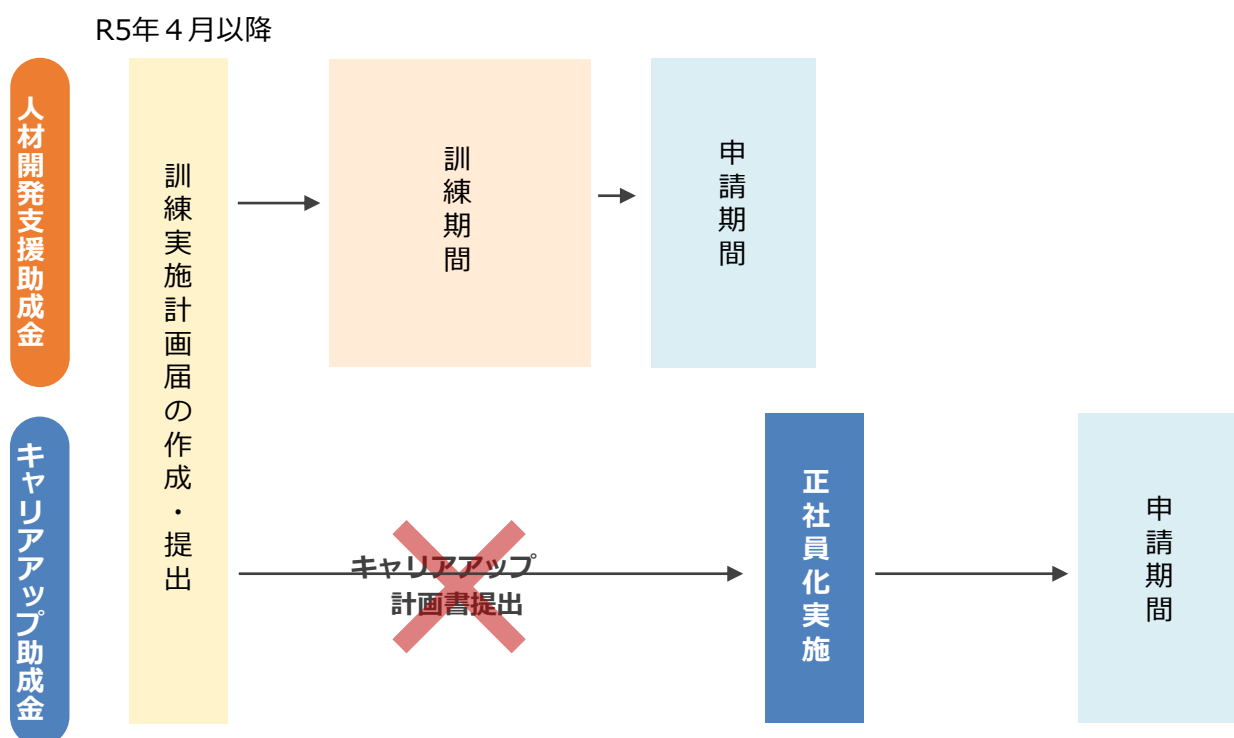 R5年４月以降
人材開発支援助成金
訓練実施計画届の作成・提出
訓練期間
申請期間
キャリアアップ助成金
キャリアアップ
計画書提出
正社員化実施
申請期間